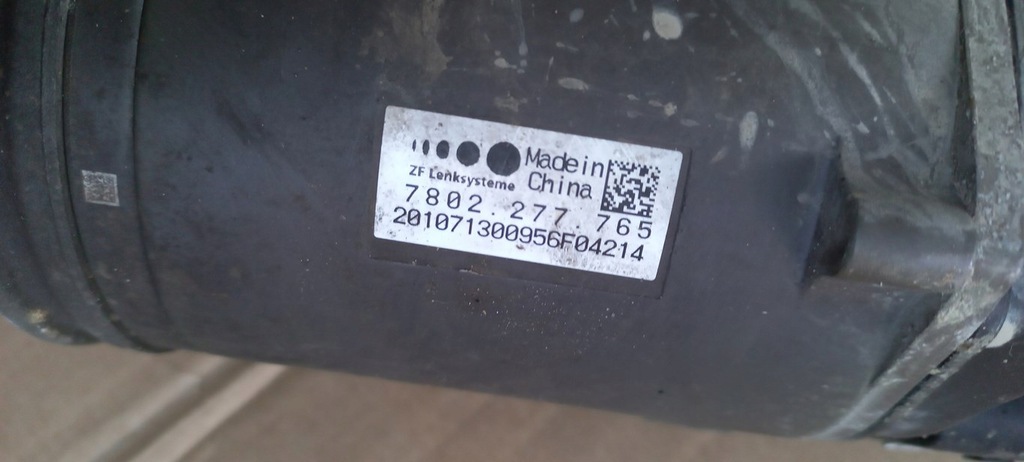 Made in
ZF Lenksysteme China
7802.277.765
201071300956F04214